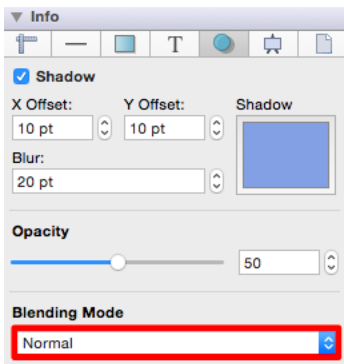 Info
T
Shadow
X Offset: Y Offset: Shadow
10 pt 10 pt
Blur:
20 pt
Opacity
50
Blending Mode
Normal